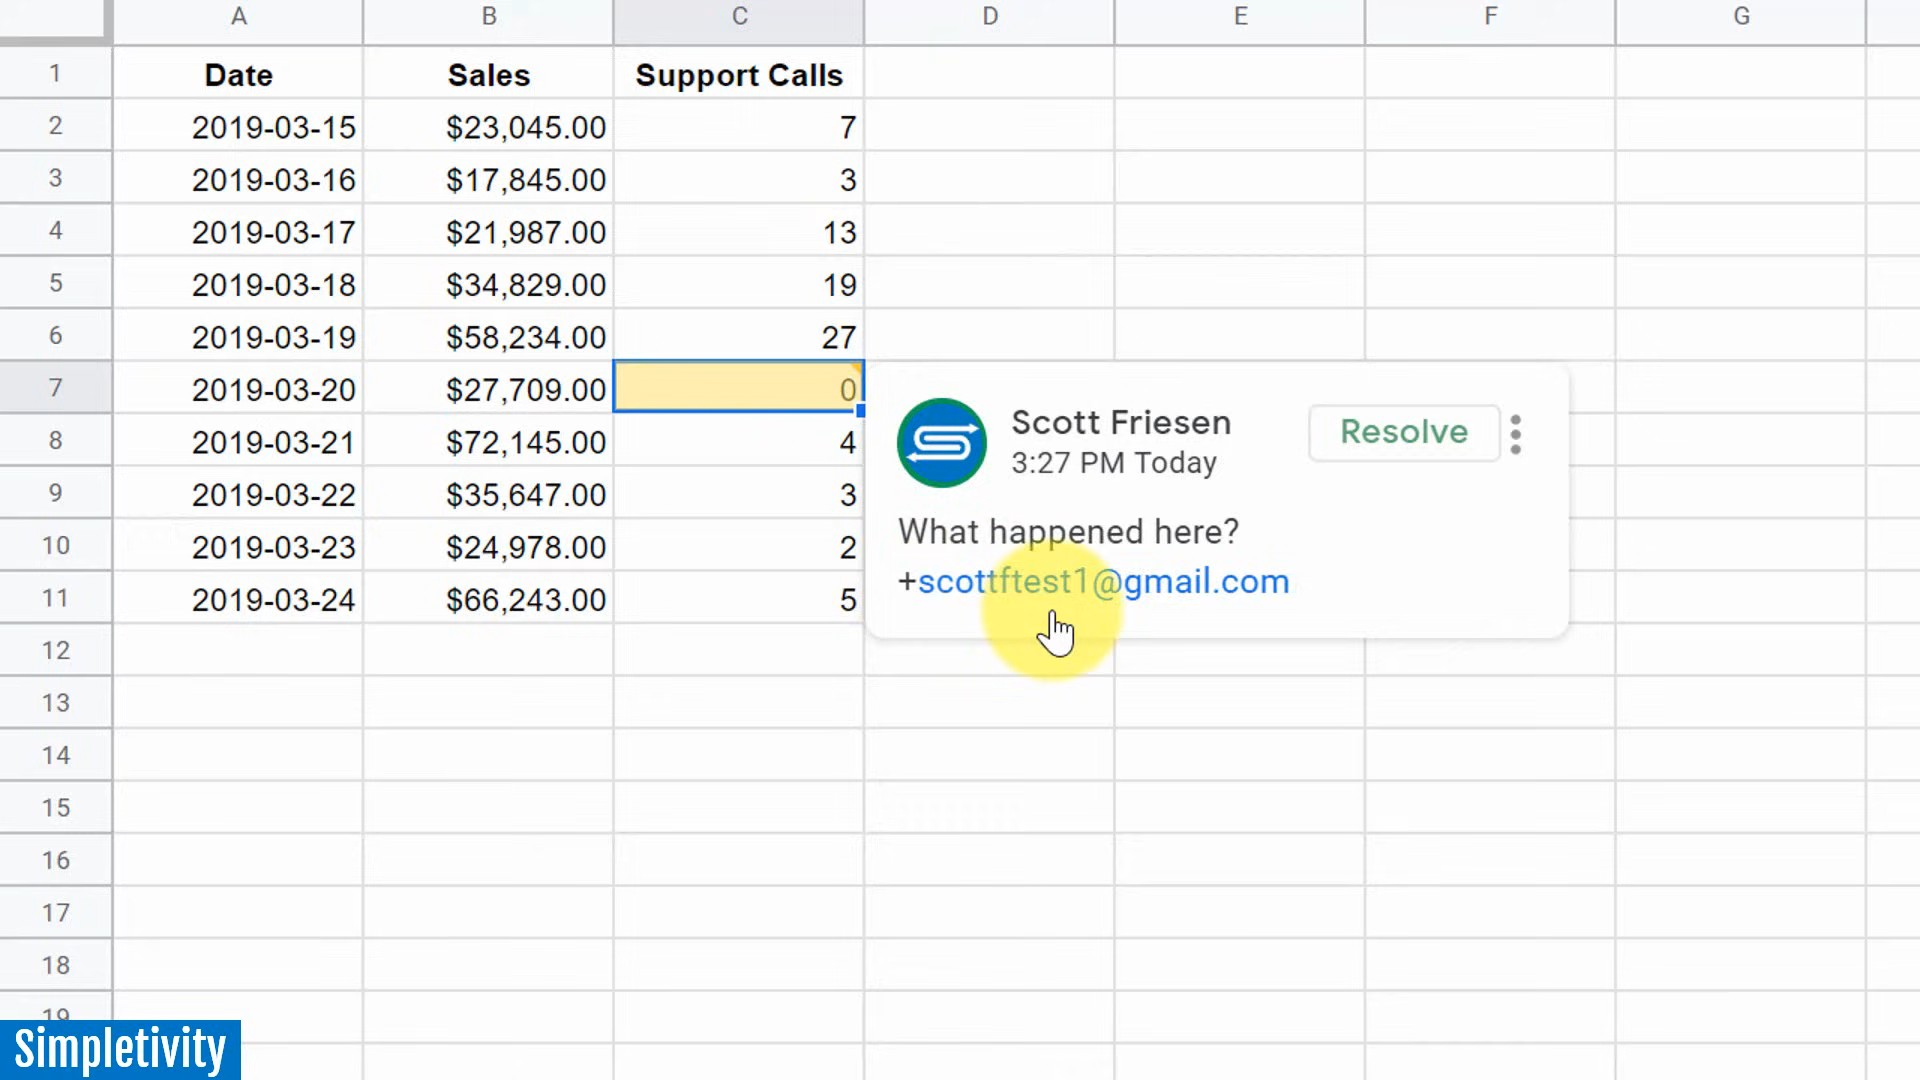 A B C D E F G
1 Date Sales Support Calls
2 2019-03-15 $23,045.00 7
3 2019-03-16 $17,845.00 3
4 2019-03-17 $21,987.00 13
5 2019-03-18 $34,829.00 19
6 2019-03-19 $58,234.00 27
7 2019-03-20 $27,709.00 0
8 2019-03-21 $72,145.00 4
9 2019-03-22 $35,647.00 3
10 2019-03-23 $24,978.00 2
11 2019-03-24 $66,243.00 5
Scott Friesen Resolve
3:27 PM Today
What happened here?
+scottftest1@gmail.com
12
13
14
15
16
17
18
19
Simpletivity